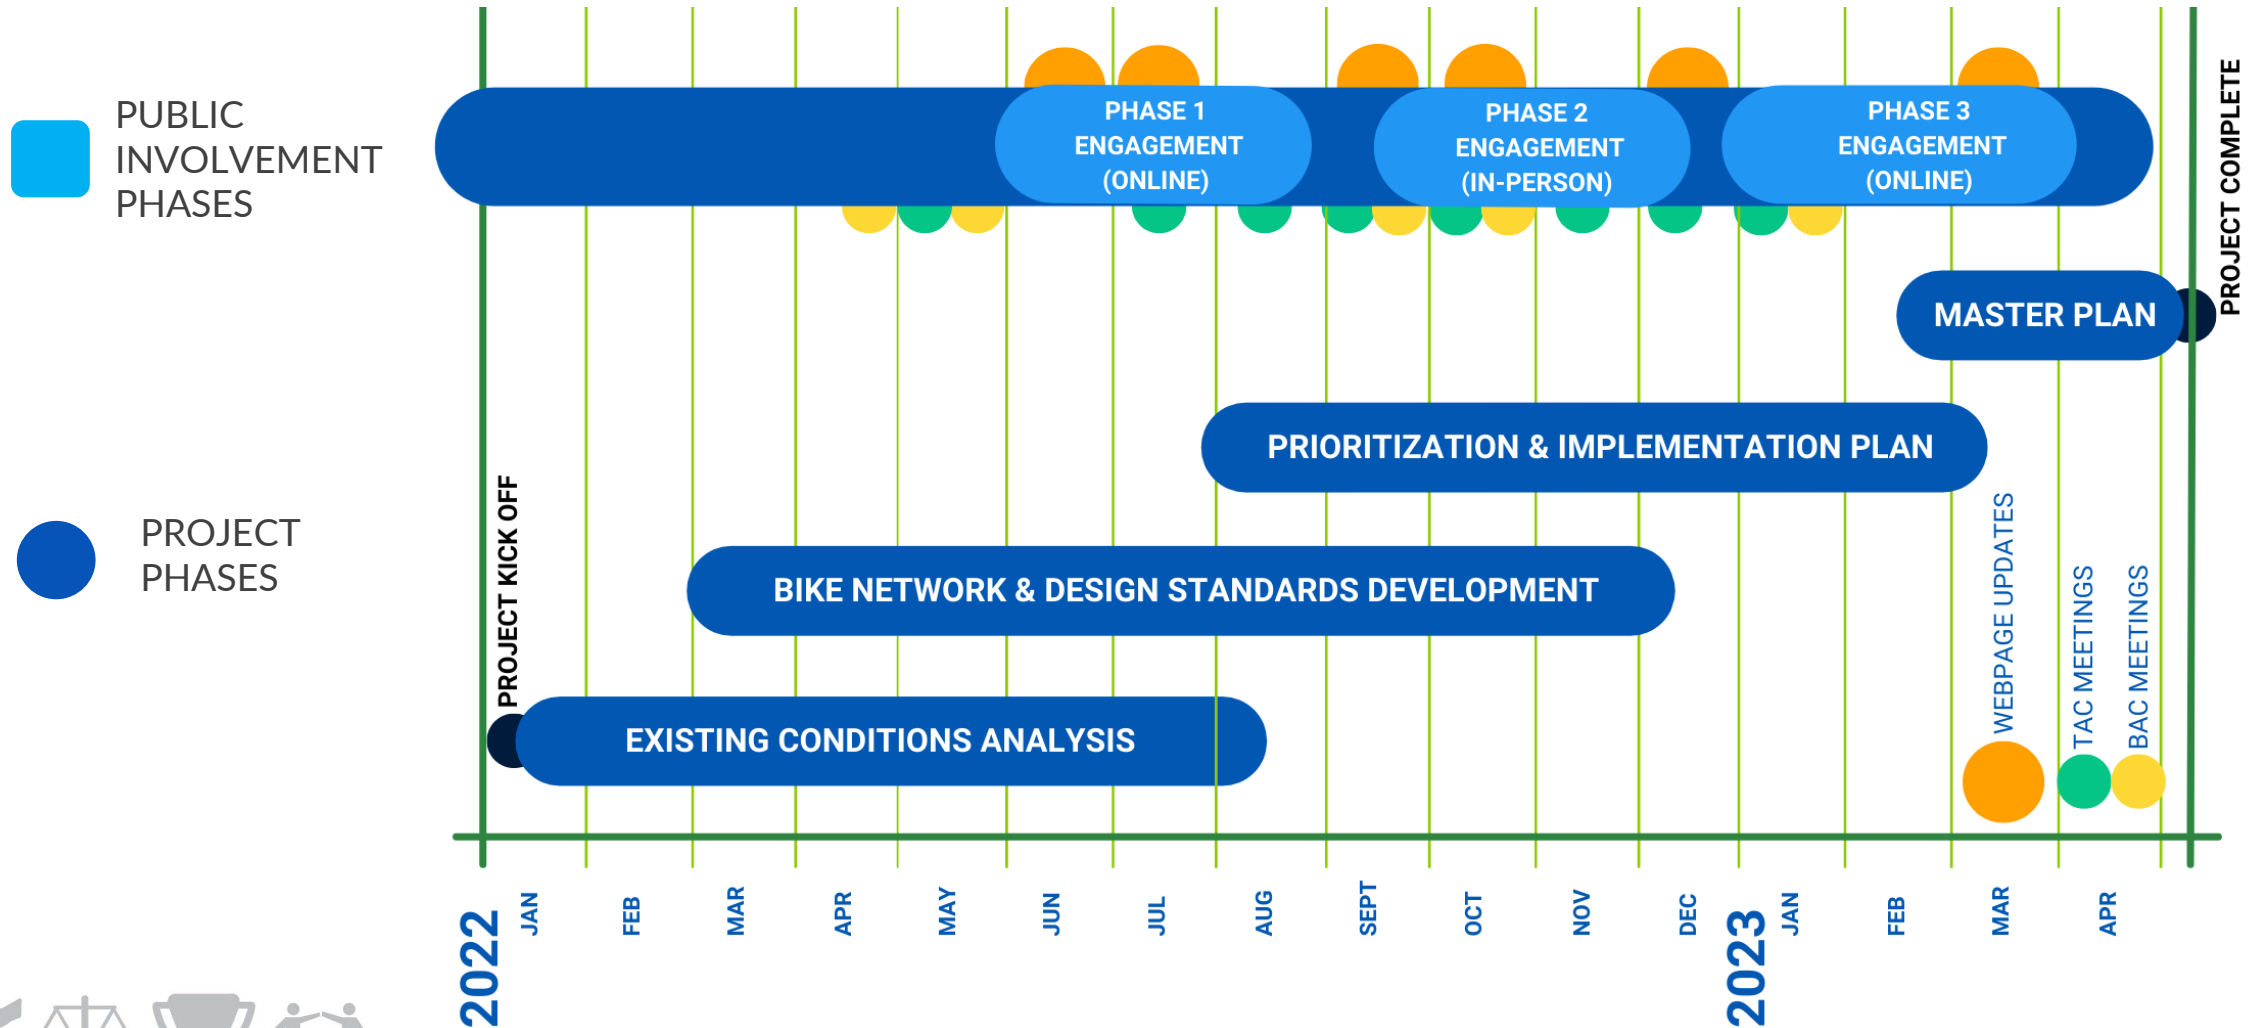 PUBLIC
INVOLVEMENT
PHASES
PROJECT
PHASES
PHASE 1
ENGAGEMENT
(ONLINE)
PHASE 2
ENGAGEMENT
(IN-PERSON)
PHASE 3
ENGAGEMENT
(ONLINE)
PROJECT COMPLETE
MASTER PLAN
PRIORITIZATION & IMPLEMENTATION PLAN
PROJECT KICK OFF
BIKE NETWORK & DESIGN STANDARDS DEVELOPMENT
EXISTING CONDITIONS ANALYSIS
WEBPAGE UPDATES
TAC MEETINGS
BAC MEETINGS
2022
JAN
FEB
MAR
APR
MAY
JUN
JUL
AUG
SEPT
OCT
NOV
DEC
2023
JAN
FEB
MAR
APR